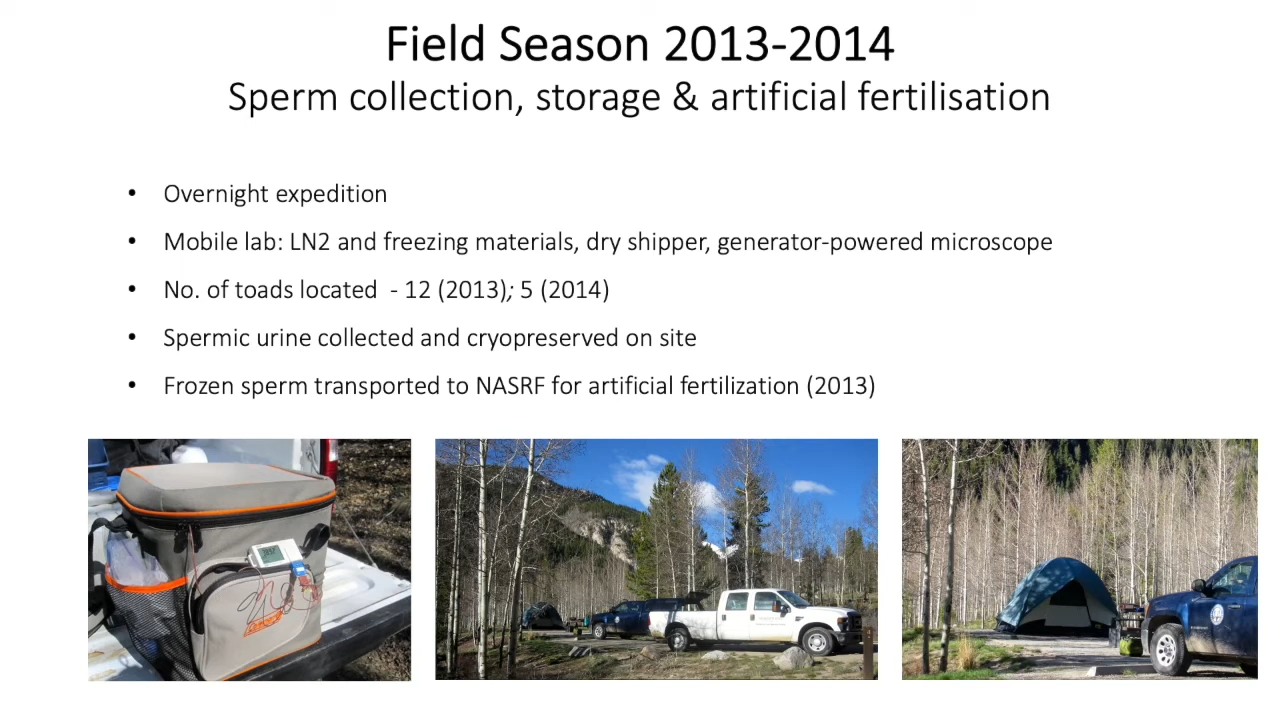 Field Season 2013-2014
Sperm collection, storage & artificial fertilisation
• Overnight expedition
• Mobile lab: LN2 and freezing materials, dry shipper, generator-powered microscope
• No. of toads located - 12 (2013); 5 (2014)
• Spermic urine collected and cryopreserved on site
• Frozen sperm transported to NASRF for artificial fertilization (2013)